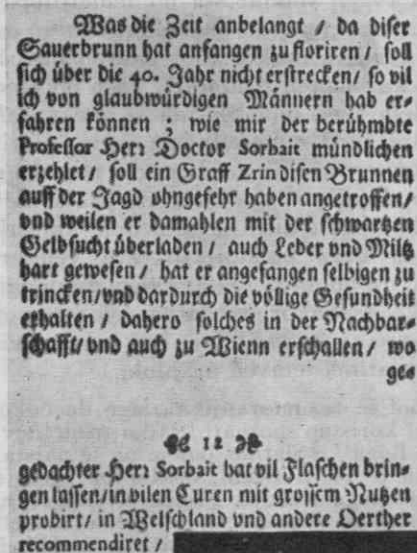 Was die Zeit anbelangt / da diser
Sauerbrunn hat anfangen zu floriren / soll
sich über die 40. Jahr nicht erstrecken / so vil
ich von glaubwürdigen Männern hab er-
fahren können ; wie mir der berühmbte
Professor Herr Doctor Sorbait mündlichen
erzehlet / soll ein Graff Zrin disen Brunnen
auff der Jagd ohngefehr haben angetroffen /
vnd weilen er damahlen mit der schwartzen
Gelbsucht überladen / auch Leber vnd Miltz
hart gewesen / hat er angefangen selbigen zu
trincken / vnd dardurch die völlige Gesundheit
erhalten / dahero solches in der Nachbar-
schafft / vnd auch zu Wienn erschallen / wo
ge-
12
gedachter Herr Sorbait hat vil Flaschen brin-
gen lassen / in vilen Curen mit grossem Nutzen
probirt / in Welschland vnd andere Oerther
recommendiret /